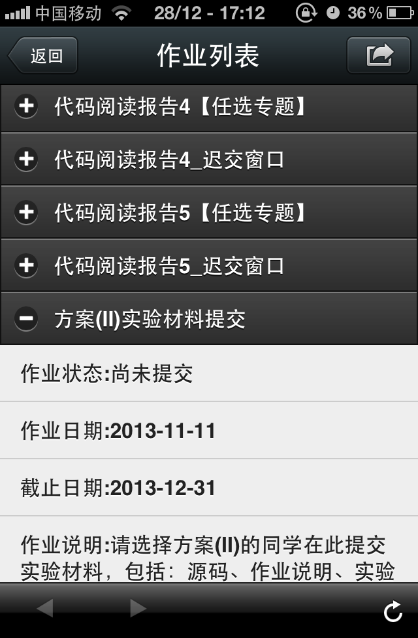 中国移动 28/12 - 17:12 36%
返回 作业列表
代码阅读报告4【任选专题】
代码阅读报告4_迟交窗口
代码阅读报告5【任选专题】
代码阅读报告5_迟交窗口
方案(II)实验材料提交
作业状态:尚未提交
作业日期:2013-11-11
截止日期:2013-12-31
作业说明:请选择方案(II)的同学在此提交
实验材料，包括：源码、作业说明、实验